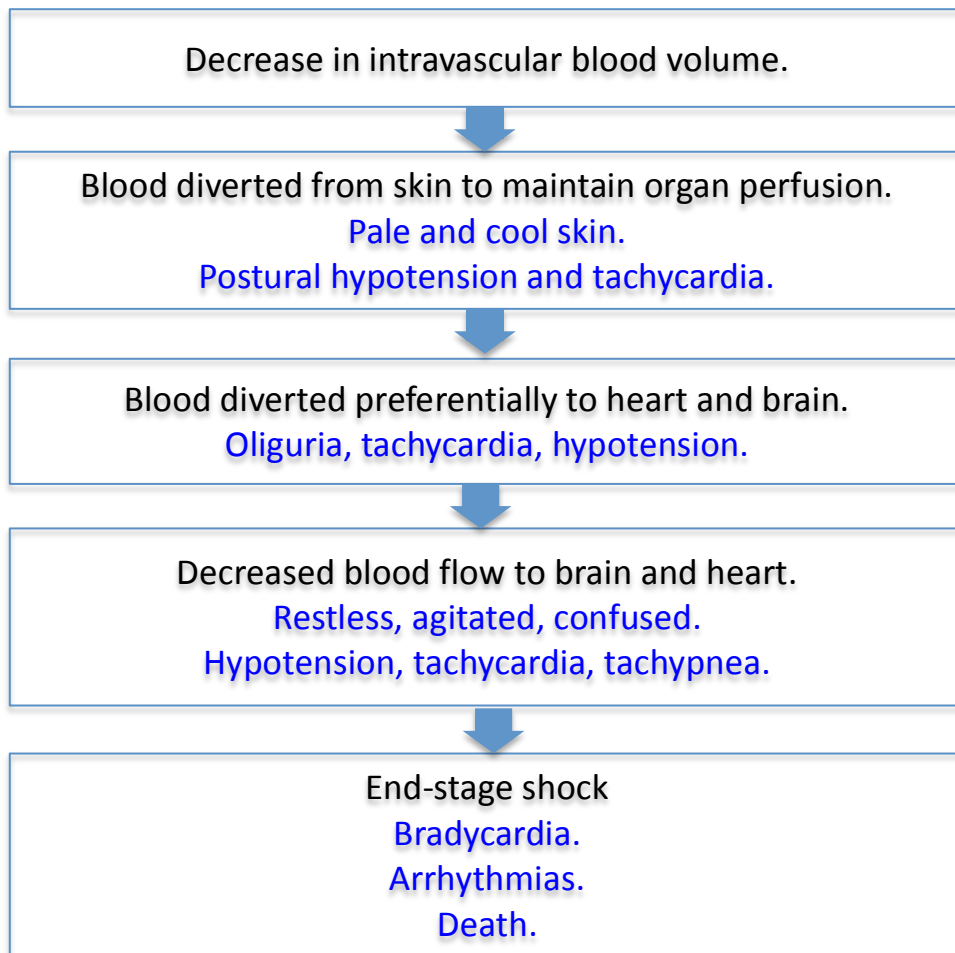 Decrease in intravascular blood volume.
Blood diverted from skin to maintain organ perfusion.
Pale and cool skin.
Postural hypotension and tachycardia.
Blood diverted preferentially to heart and brain.
Oliguria, tachycardia, hypotension.
Decreased blood flow to brain and heart.
Restless, agitated, confused.
Hypotension, tachycardia, tachypnea.
End-stage shock
Bradycardia.
Arrhythmias.
Death.